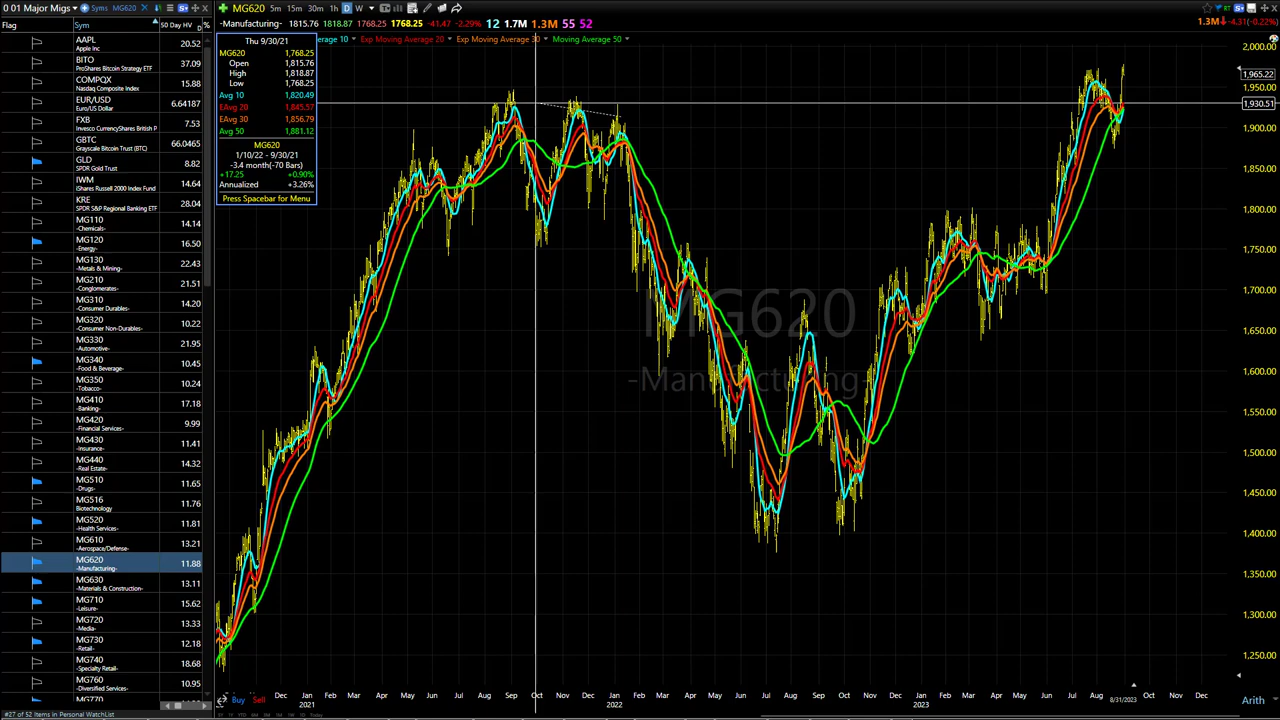 0 01 Major Migs
Syms MG620
MG620 5m 15m 30m 1h D W
-Manufacturing- 1815.76 1818.87 1768.25 1768.25 -41.47 -2.29% 12 1.7M 1.3M 55 52
1.3M -4.31 (-0.22%)
Flag Sym 50 Day HV %
Exp Moving Average 20 Exp Moving Average 30 Moving Average 50
Thu 9/30/21
MG620 1,768.25
Open 1,815.76
High 1,818.87
Low 1,768.25
Avg 10 1,820.49
EAvg 20 1,845.57
EAvg 30 1,856.79
Avg 50 1,881.12
MG620
1/10/22 - 9/30/21
-3.4 month(-70 Bars)
+17.25 +0.90%
Annualized +3.26%
Press Spacebar for Menu
AAPL 20.52
Apple Inc
BITO 37.09
ProShares Bitcoin Strategy ETF
COMPQX 15.88
Nasdaq Composite Index
EUR/USD 6.64187
Euro/US Dollar
FXB 7.53
Invesco CurrencyShares British P
GBTC 66.0465
Grayscale Bitcoin Trust (BTC)
GLD 8.82
SPDR Gold Trust
IWM 14.64
iShares Russell 2000 Index Fund
KRE 28.04
SPDR S&P Regional Banking ETF
MG110 14.14
-Chemicals-
MG120 16.50
-Energy-
MG130 22.43
-Metals & Mining-
MG210 21.51
-Conglomerates-
MG310 14.20
-Consumer Durables-
MG320 10.22
-Consumer Non-Durables-
MG330 21.95
-Automotive-
MG340 10.45
-Food & Beverage-
MG350 10.24
-Tobacco-
MG410 17.18
-Banking-
MG420 9.99
-Financial Services-
MG430 11.41
-Insurance-
MG440 14.32
-Real Estate-
MG510 11.65
-Drugs-
MG516 11.76
Biotechnology
MG520 11.81
-Health Services-
MG610 13.21
-Aerospace/Defense-
MG620 11.88
-Manufacturing-
MG630 13.11
-Materials & Construction-
MG710 15.62
-Leisure-
MG720 13.33
-Media-
MG730 12.18
-Retail-
MG740 18.68
-Specialty Retail-
MG760 10.95
-Diversified Services-
MG770
#27 of 52 Items in Personal WatchList
MG620
-Manufacturing-
2,000.00
1,965.22
1,950.00
1,930.51
1,900.00
1,850.00
1,800.00
1,750.00
1,700.00
1,650.00
1,600.00
1,550.00
1,500.00
1,450.00
1,400.00
1,350.00
1,300.00
1,250.00
Buy Sell
Dec Jan Feb Mar Apr May Jun Jul Aug Sep Oct Nov Dec Jan Feb Mar Apr May Jun Jul Aug Sep Oct Nov Dec Jan Feb Mar Apr May Jun Jul Aug 8/31/2023 Oct Nov Dec
2021 2022 2023
Arith